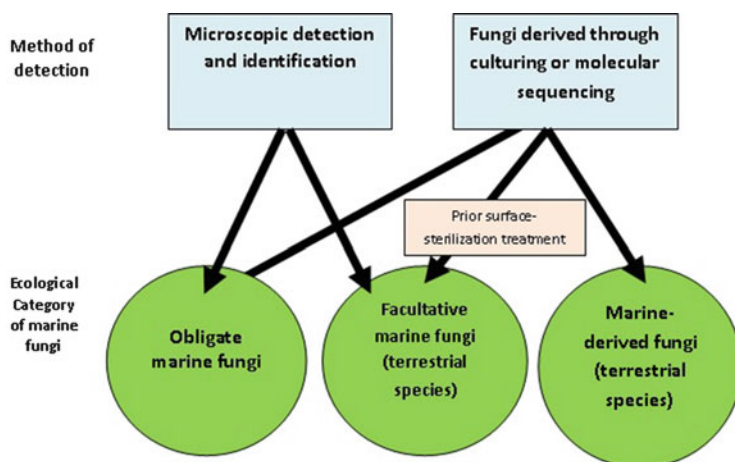 Method of
detection
Microscopic detection
and identification
Fungi derived through
culturing or molecular
sequencing
Prior surface-
sterilization treatment
Ecological
Category
of marine
fungi
Obligate
marine fungi
Facultative
marine fungi
(terrestrial
species)
Marine-
derived fungi
(terrestrial
species)